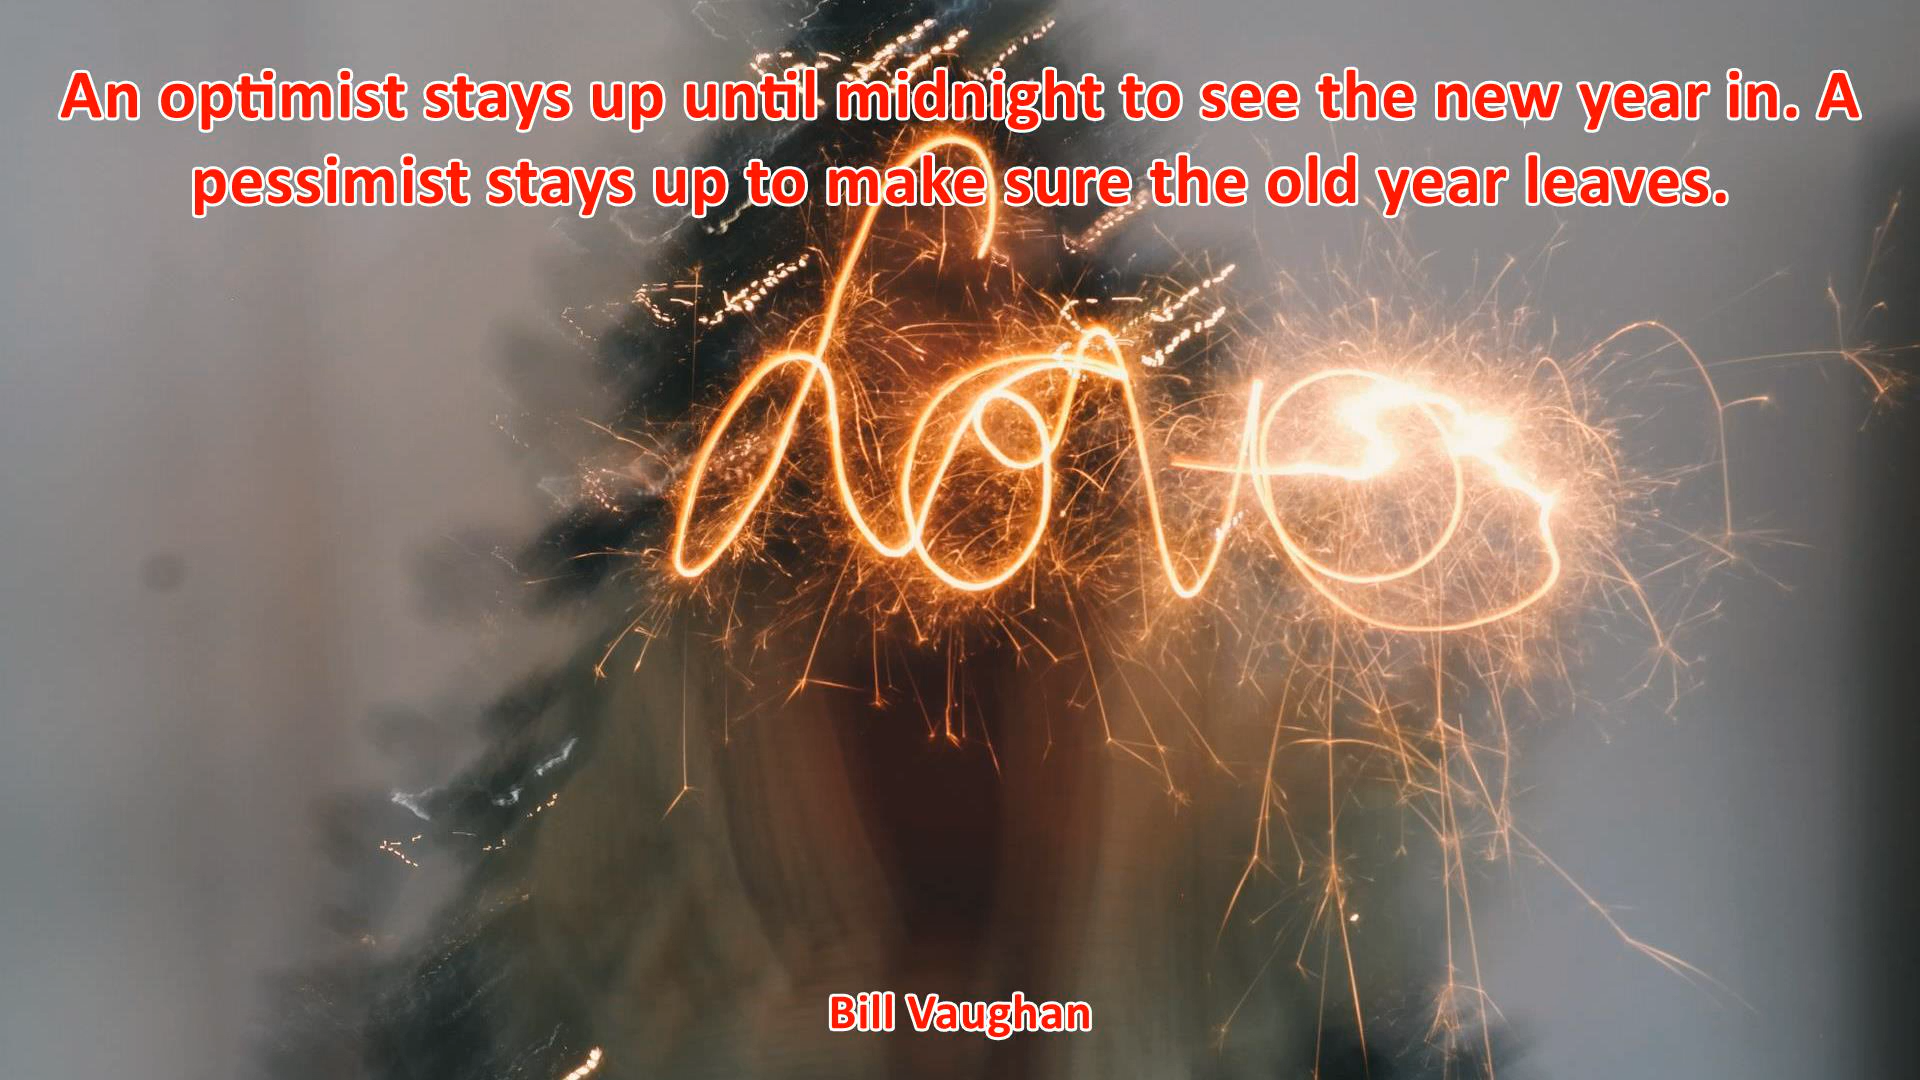 An optimist stays up until midnight to see the new year in. A
pessimist stays up to make sure the old year leaves.
Love
Bill Vaughan